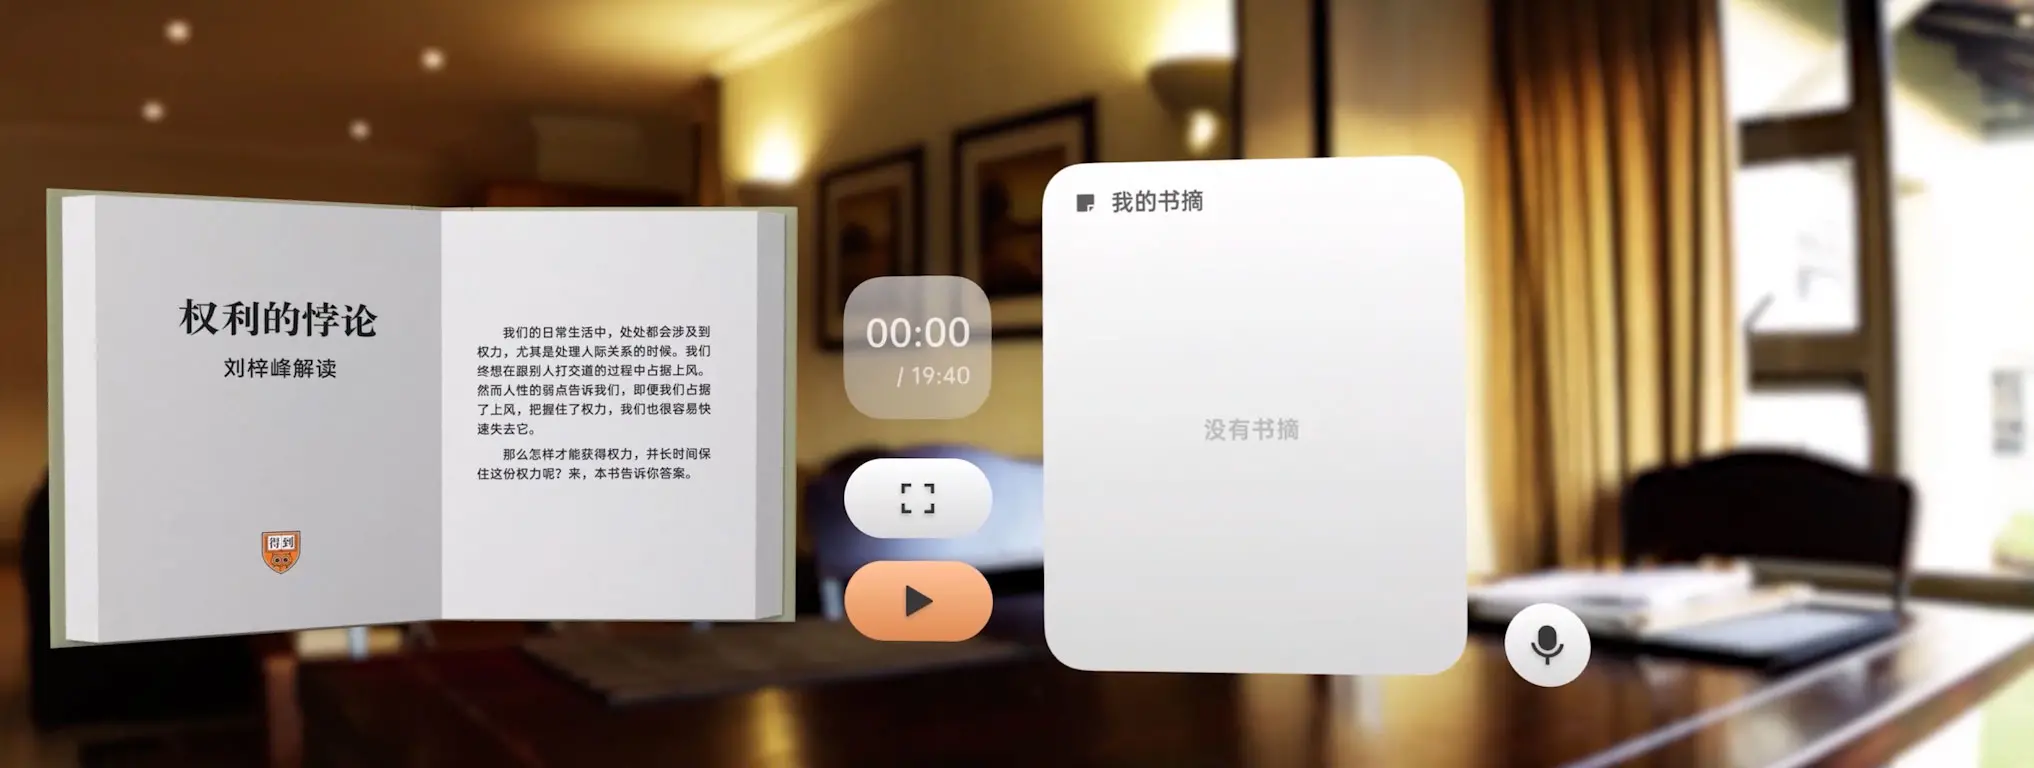 权利的悖论
刘梓峰解读
得到
我们的日常生活中，处处都会涉及到
权力，尤其是处理人际关系的时候。我们
终想在跟别人打交道的过程中占据上风。
然而人性的弱点告诉我们，即便我们占据
了上风，把握住了权力，我们也很容易快
速失去它。
那么怎样才能获得权力，并长时间保
住这份权力呢？来，本书告诉你答案。
00:00
/ 19:40
我的书摘
没有书摘